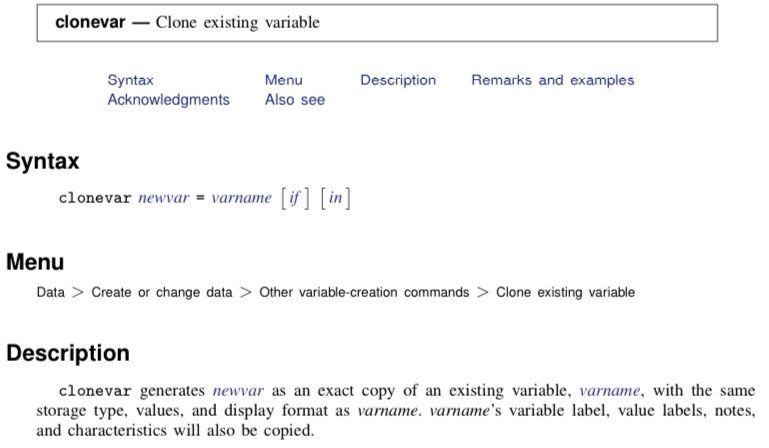 clonevar — Clone existing variable
Syntax Menu Description Remarks and examples
Acknowledgments Also see
Syntax
clonevar newvar = varname [if] [in]
Menu
Data > Create or change data > Other variable-creation commands > Clone existing variable
Description
clonevar generates newvar as an exact copy of an existing variable, varname, with the same
storage type, values, and display format as varname. varname's variable label, value labels, notes,
and characteristics will also be copied.